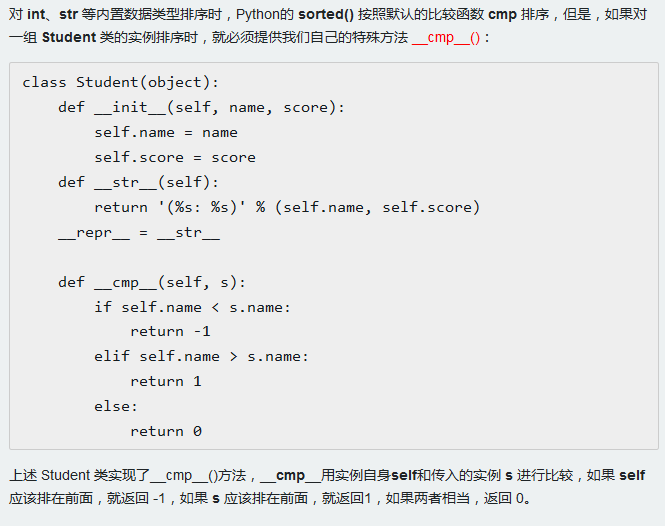 对 int、str 等内置数据类型排序时，Python的 sorted() 按照默认的比较函数 cmp 排序，但是，如果对
一组 Student 类的实例排序时，就必须提供我们自己的特殊方法 __cmp__()：
class Student(object):
    def __init__(self, name, score):
        self.name = name
        self.score = score
    def __str__(self):
        return '(%s: %s)' % (self.name, self.score)
    __repr__ = __str__

    def __cmp__(self, s):
        if self.name < s.name:
            return -1
        elif self.name > s.name:
            return 1
        else:
            return 0
上述 Student 类实现了__cmp__()方法，__cmp__用实例自身self和传入的实例 s 进行比较，如果 self
应该排在前面，就返回 -1，如果 s 应该排在前面，就返回1，如果两者相当，返回 0。